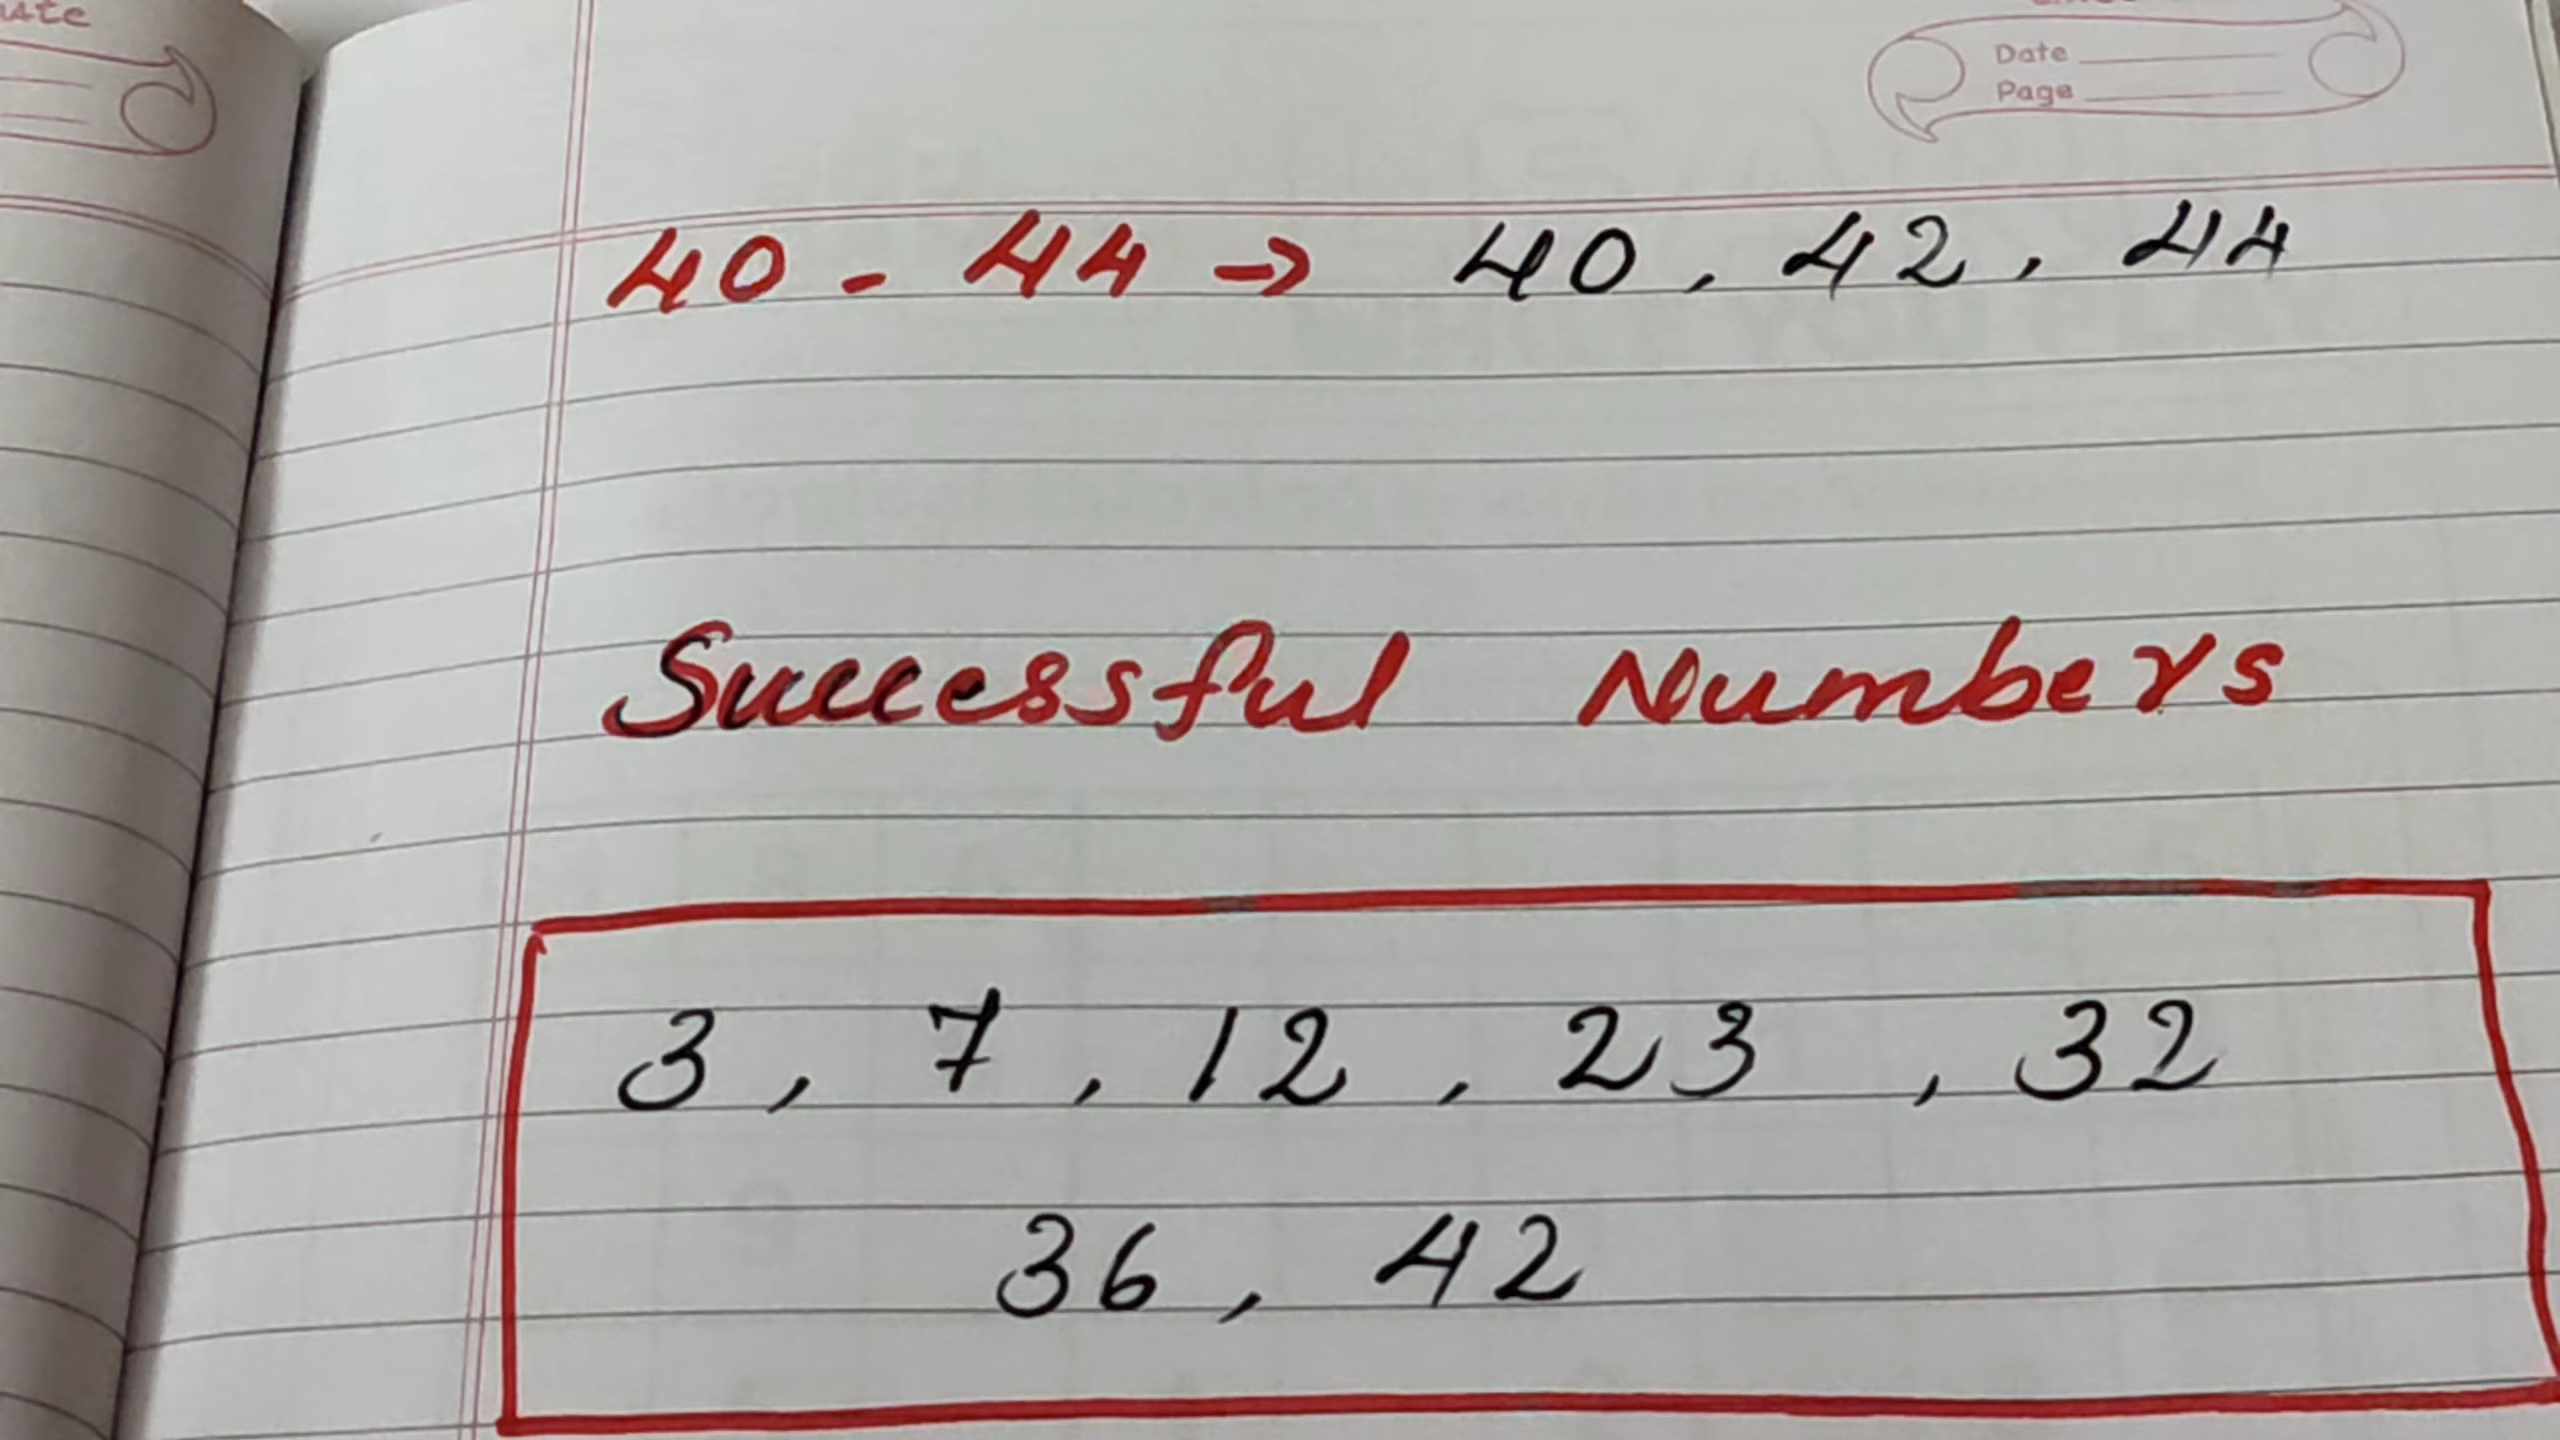 Date
Page
40 - 44 → 40, 42, 44
Successful Numbers
3, 7, 12, 23, 32
36, 42